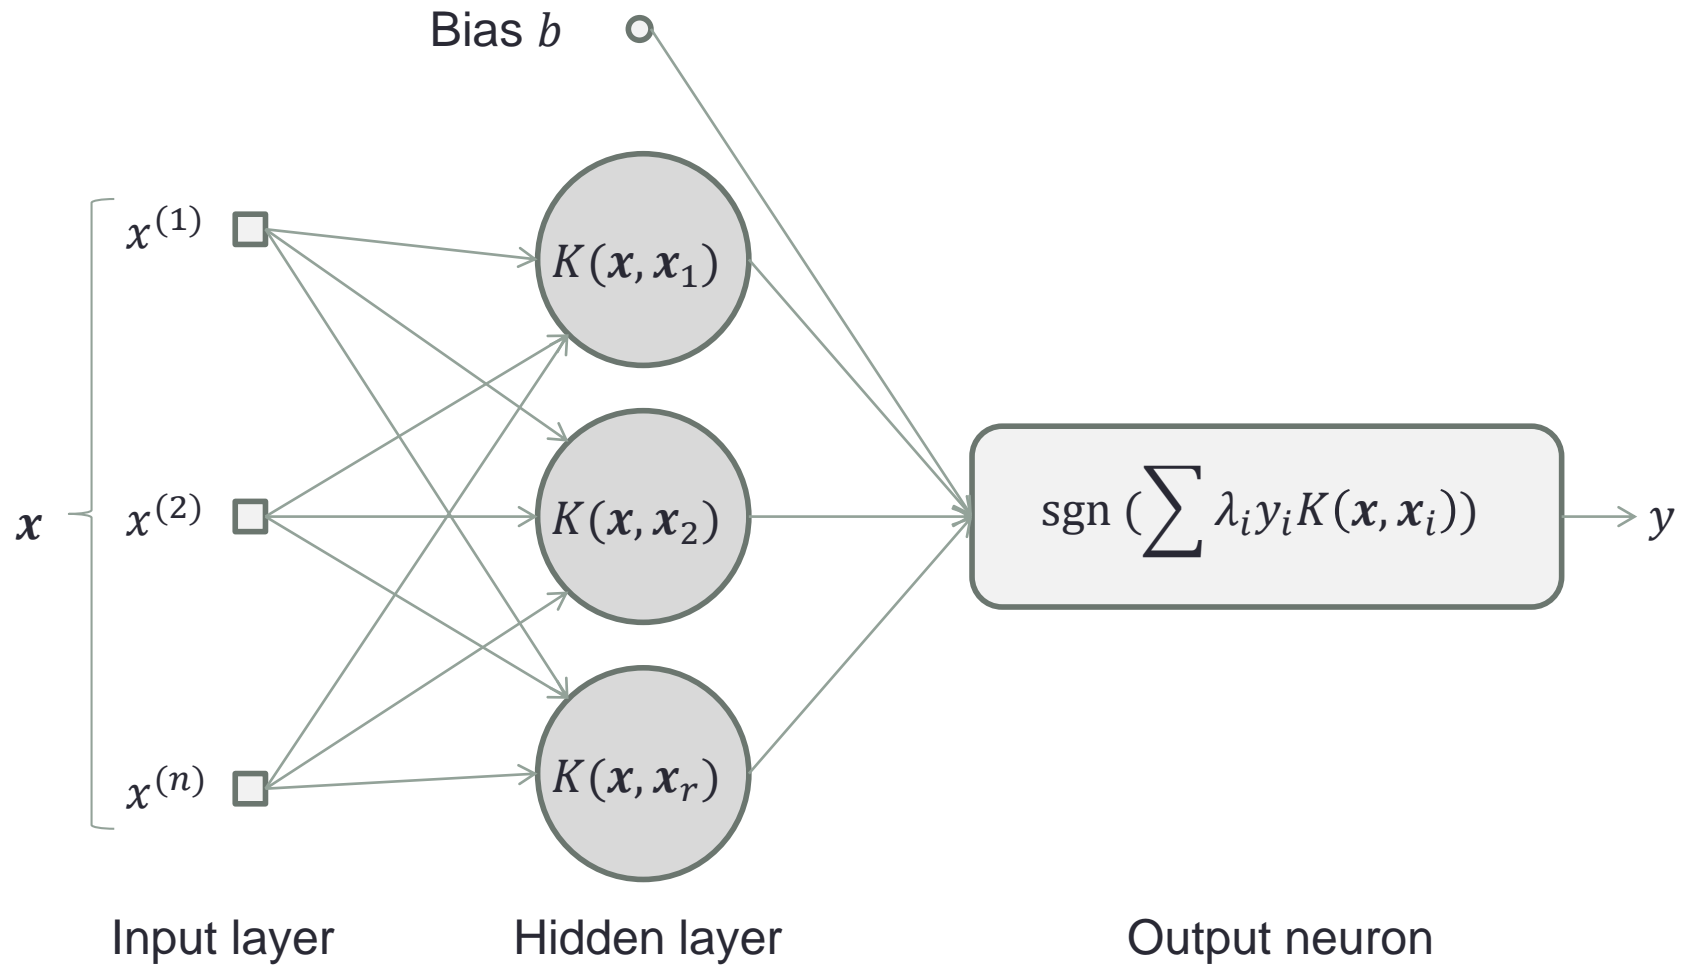 Bias b
x^{(1)}
x^{(2)}
x^{(n)}
x
K(x, x_1)
K(x, x_2)
K(x, x_r)
sgn (∑ λ_i y_i K(x, x_i))
y
Input layer
Hidden layer
Output neuron